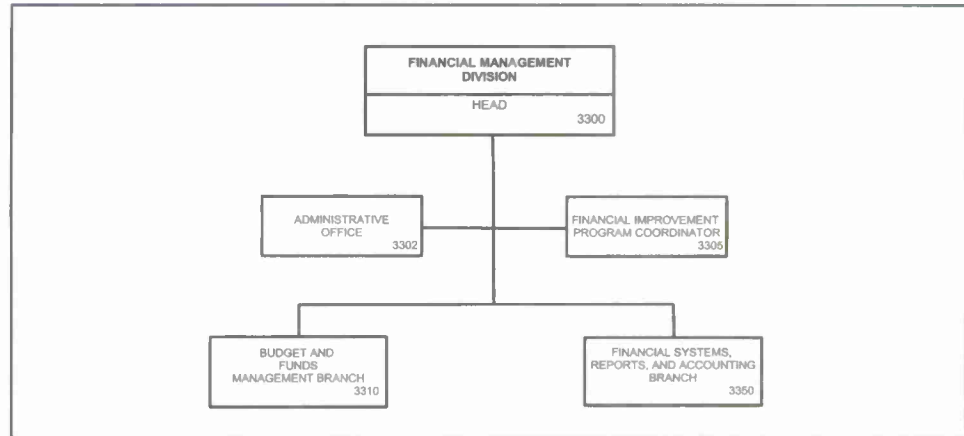 FINANCIAL MANAGEMENT
DIVISION
HEAD
3300
ADMINISTRATIVE
OFFICE
3302
FINANCIAL IMPROVEMENT
PROGRAM COORDINATOR
3305
BUDGET AND
FUNDS
MANAGEMENT BRANCH
3310
FINANCIAL SYSTEMS,
REPORTS, AND ACCOUNTING
BRANCH
3350